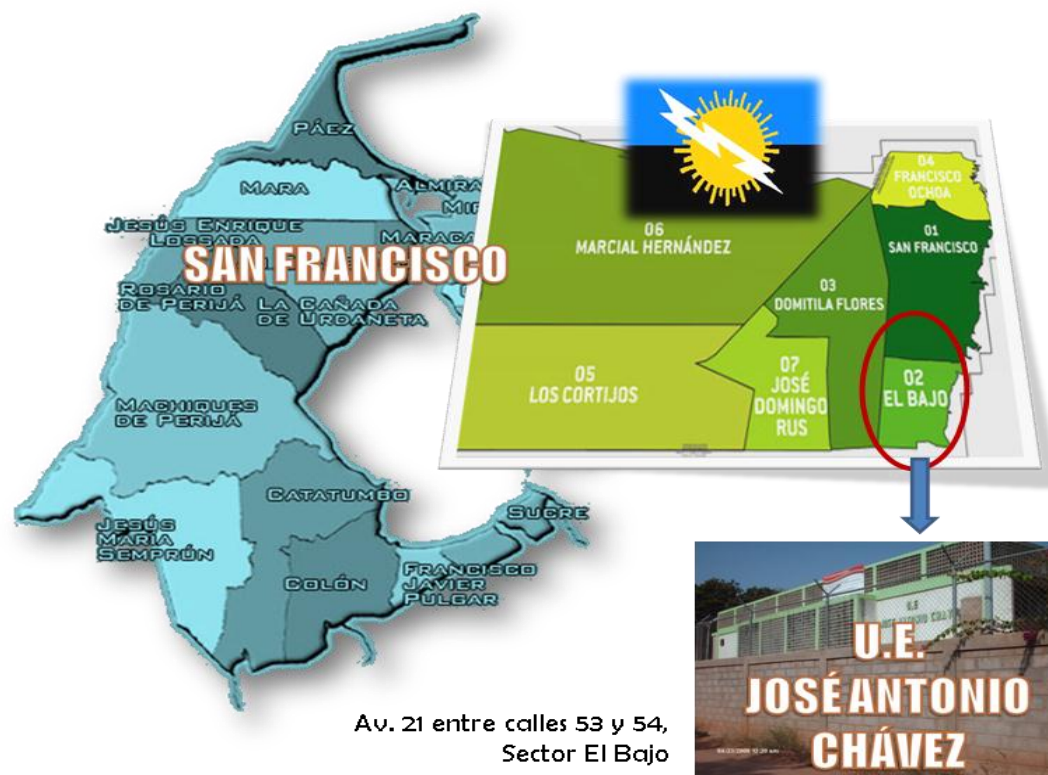 PÁEZ
MARA
ALMIRA
MIR
JESÚS ENRIQUE
LOSSADA
MARACA
SAN FRANCISCO
ROSARIO
DE PERIJÁ
LA CAÑADA
DE URDANETA
MACHIQUES
DE PERIJÁ
CATATUMBO
JESÚS
MARIA
SEMPRÚN
COLÓN
SUCRE
FRANCISCO
JAVIER
PULGAR
04
FRANCISCO
OCHOA
06
MARCIAL HERNÁNDEZ
01
SAN FRANCISCO
03
DOMITILA FLORES
05
LOS CORTIJOS
07
JOSÉ
DOMINGO
RUS
02
EL BAJO
U.E
U.E.
JOSÉ ANTONIO
CHÁVEZ
Av. 21 entre calles 53 y 54,
Sector El Bajo